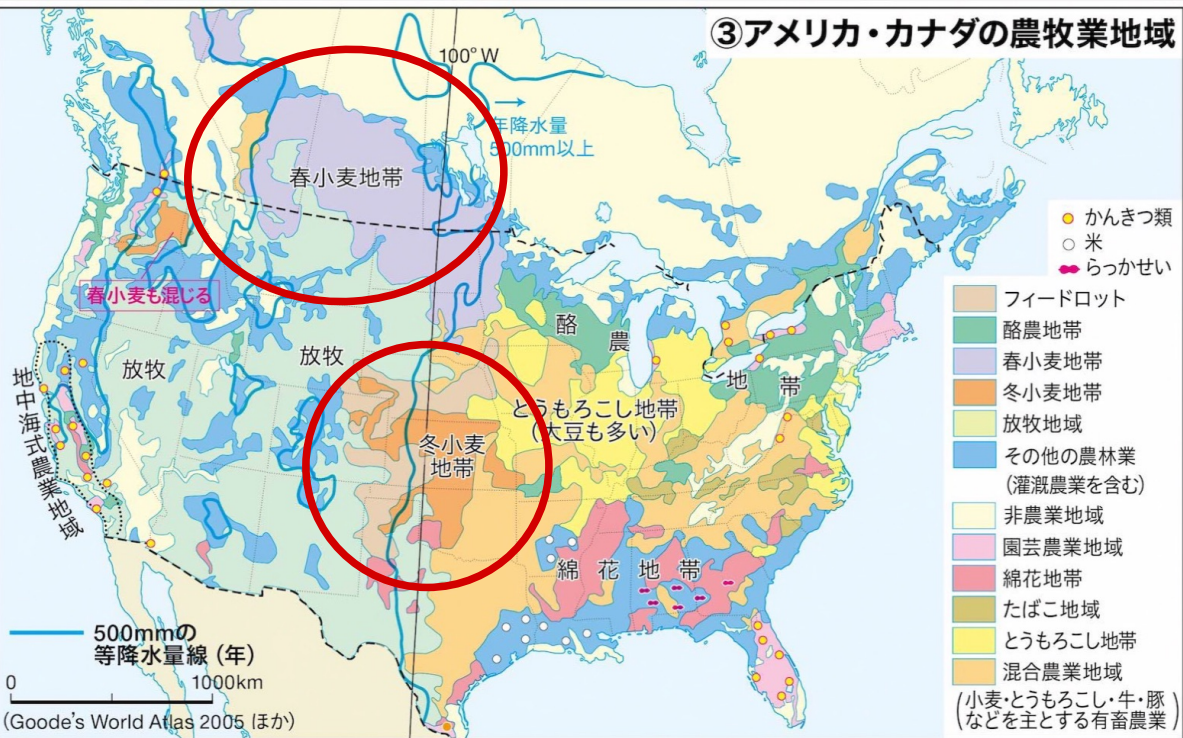 ③アメリカ・カナダの農牧業地域
100°W
年降水量
500mm以上
春小麦地帯
春小麦も混じる
放牧
放牧
酪農
地帯
とうもろこし地帯
(大豆も多い)
冬小麦
地帯
地中海式農業地域
綿花地帯
かんきつ類
米
らっかせい
フィードロット
酪農地帯
春小麦地帯
冬小麦地帯
放牧地域
その他の農林業
(灌漑農業を含む)
非農業地域
園芸農業地域
綿花地帯
たばこ地域
とうもろこし地帯
混合農業地域
(小麦・とうもろこし・牛・豚
などを主とする有畜農業)
500mmの
等降水量線 (年)
0 1000km
(Goode's World Atlas 2005 ほか)